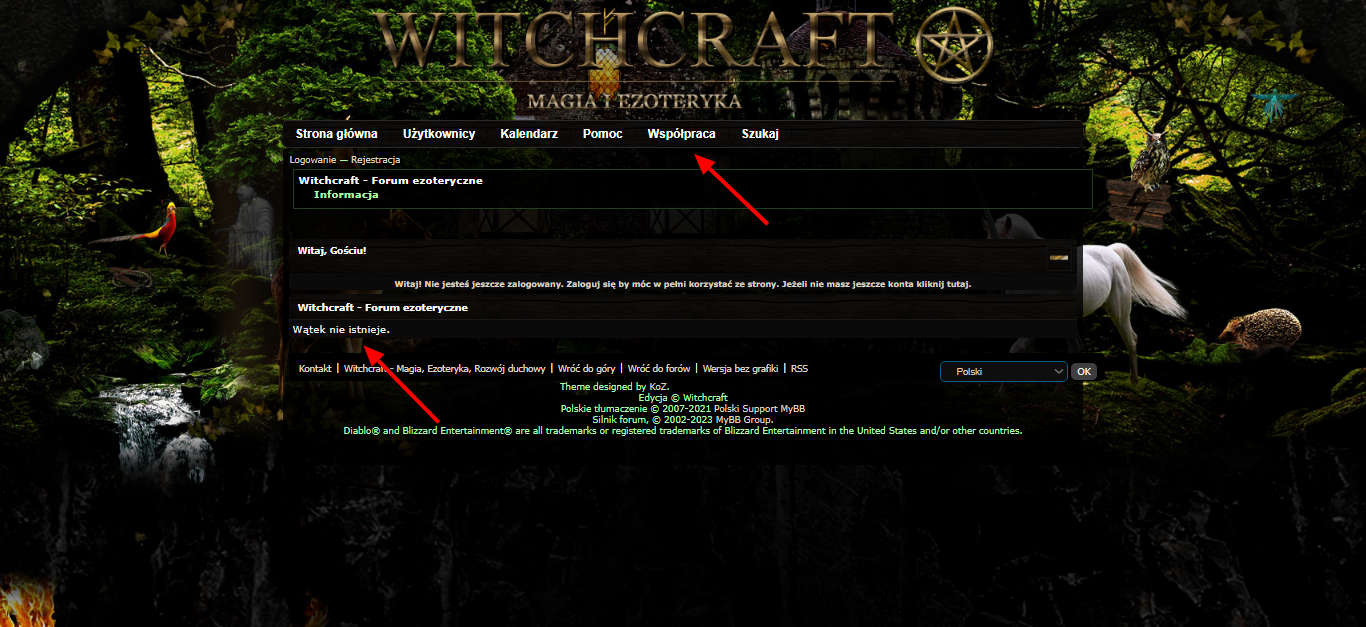 WITCHCRAFT
MAGIA I EZOTERYKA
Strona główna Użytkownicy Kalendarz Pomoc Współpraca Szukaj
Logowanie — Rejestracja
Witchcraft - Forum ezoteryczne
Informacja
Witaj, Gościu!
Witaj! Nie jesteś jeszcze zalogowany. Zaloguj się by móc w pełni korzystać ze strony. Jeżeli nie masz jeszcze konta kliknij tutaj.
Witchcraft - Forum ezoteryczne
Wątek nie istnieje.
Kontakt | Witchcraft - Magia, Ezoteryka, Rozwój duchowy | Wróć do góry | Wróć do forów | Wersja bez grafiki | RSS Polski OK
Theme designed by KoZ.
Edycja © Witchcraft
Polskie tłumaczenie © 2007-2021 Polski Support MyBB
Silnik forum, © 2002-2023 MyBB Group.
Diablo® and Blizzard Entertainment® are all trademarks or registered trademarks of Blizzard Entertainment in the United States and/or other countries.